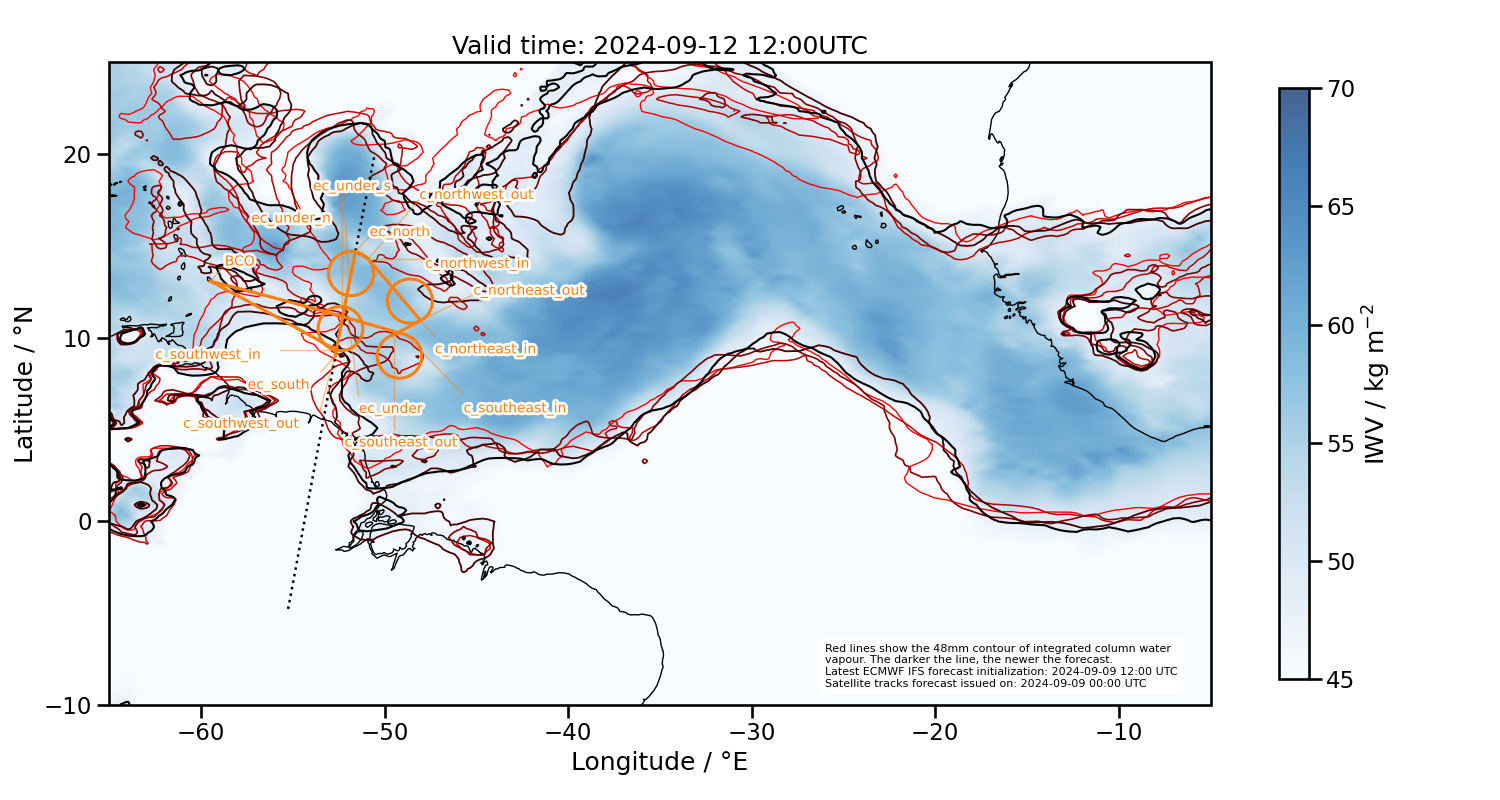 Valid time: 2024-09-12 12:00UTC
20
10
0
−10
Latitude / °N
−60
−50
−40
−30
−20
−10
Longitude / °E
ec_under_s
c_northwest_out
ec_under_n
ec_north
BCO
c_northwest_in
c_northeast_out
c_southwest_in
c_northeast_in
ec_south
ec_under
c_southeast_in
c_southwest_out
c_southeast_out
Red lines show the 48mm contour of integrated column water
vapour. The darker the line, the newer the forecast.
Latest ECMWF IFS forecast initialization: 2024-09-09 12:00 UTC
Satellite tracks forecast issued on: 2024-09-09 00:00 UTC
70
65
60
55
50
45
IWV / kg m⁻²